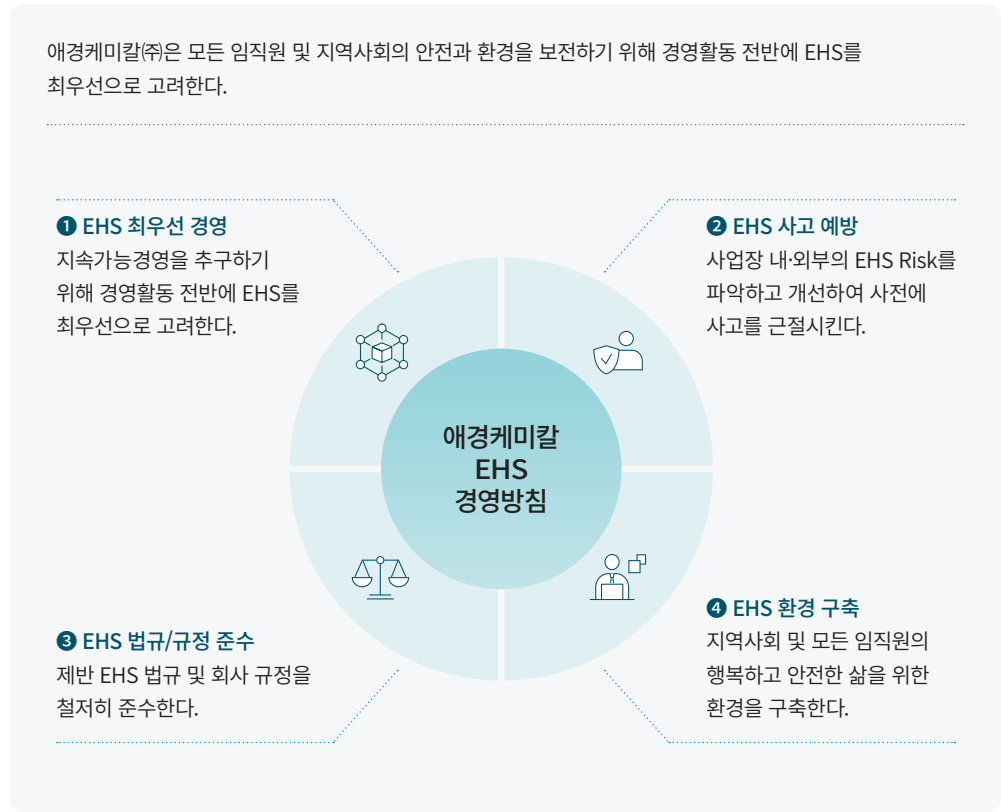 애경케미칼㈜은 모든 임직원 및 지역사회의 안전과 환경을 보전하기 위해 경영활동 전반에 EHS를
최우선으로 고려한다.
❶ EHS 최우선 경영
지속가능경영을 추구하기
위해 경영활동 전반에 EHS를
최우선으로 고려한다.
❷ EHS 사고 예방
사업장 내·외부의 EHS Risk를
파악하고 개선하여 사전에
사고를 근절시킨다.
애경케미칼
EHS
경영방침
❸ EHS 법규/규정 준수
제반 EHS 법규 및 회사 규정을
철저히 준수한다.
❹ EHS 환경 구축
지역사회 및 모든 임직원의
행복하고 안전한 삶을 위한
환경을 구축한다.